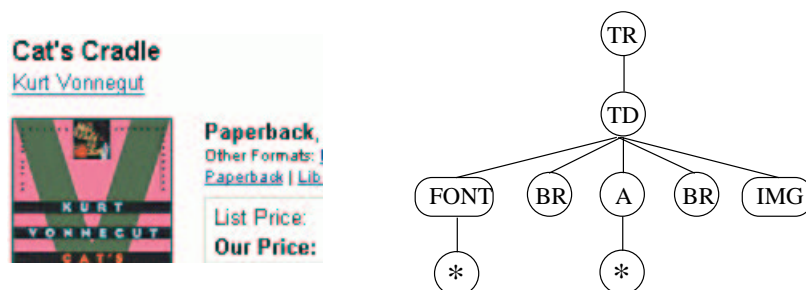 Cat's Cradle
Kurt Vonnegut
Paperback,
Other Formats:
Paperback | Lib
List Price:
Our Price:
KURT
VONNEGUT
CAT'S
TR
TD
FONT BR A BR IMG
* *